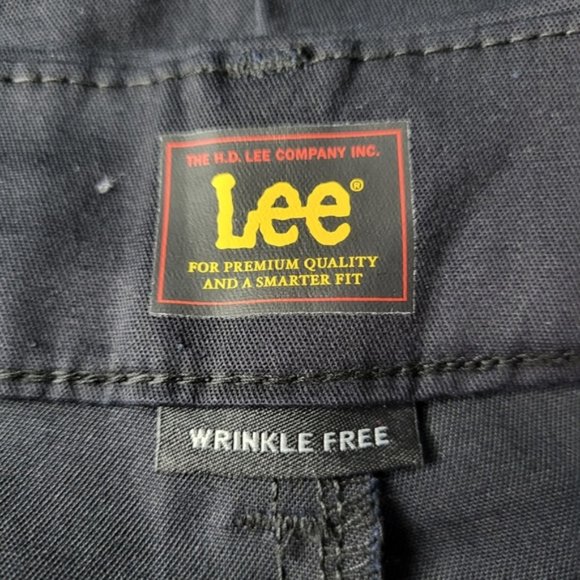 THE H.D. LEE COMPANY INC.
Lee®
FOR PREMIUM QUALITY
AND A SMARTER FIT
WRINKLE FREE